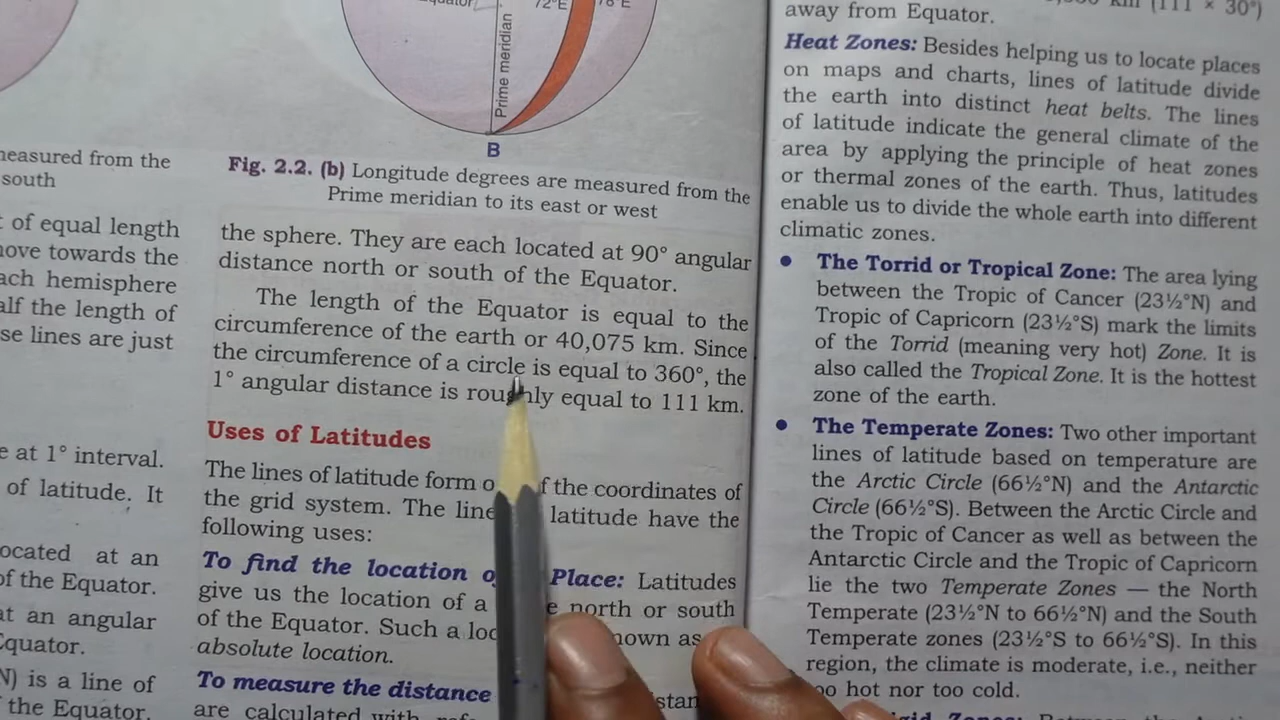 72°E
Prime meridian
B
measured from the
south
of equal length
move towards the
each hemisphere
half the length of
se lines are just
at 1° interval.
of latitude. It
located at an
of the Equator.
at an angular
Equator.
N) is a line of
the Equator.
Fig. 2.2. (b) Longitude degrees are measured from the
Prime meridian to its east or west
the sphere. They are each located at 90° angular
distance north or south of the Equator.
The length of the Equator is equal to the
circumference of the earth or 40,075 km. Since
the circumference of a circle is equal to 360°, the
1° angular distance is roughly equal to 111 km.
Uses of Latitudes
The lines of latitude form of the coordinates of
the grid system. The latitude have the
following uses:
To find the location Place: Latitudes
give us the location of a north or south
of the Equator. Such a as
absolute location.
To measure the distance
are calculated with
km (111 × 30°)
away from Equator.
Heat Zones: Besides helping us to locate places
on maps and charts, lines of latitude divide
the earth into distinct heat belts. The lines
of latitude indicate the general climate of the
area by applying the principle of heat zones
or thermal zones of the earth. Thus, latitudes
enable us to divide the whole earth into different
climatic zones.
• The Torrid or Tropical Zone: The area lying
between the Tropic of Cancer (23½°N) and
Tropic of Capricorn (23½°S) mark the limits
of the Torrid (meaning very hot) Zone. It is
also called the Tropical Zone. It is the hottest
zone of the earth.
• The Temperate Zones: Two other important
lines of latitude based on temperature are
the Arctic Circle (66½°N) and the Antarctic
Circle (66½°S). Between the Arctic Circle and
the Tropic of Cancer as well as between the
Antarctic Circle and the Tropic of Capricorn
lie the two Temperate Zones — the North
Temperate (23½°N to 66½°N) and the South
Temperate zones (23½°S to 66½°S). In this
region, the climate is moderate, i.e., neither
too hot nor too cold.